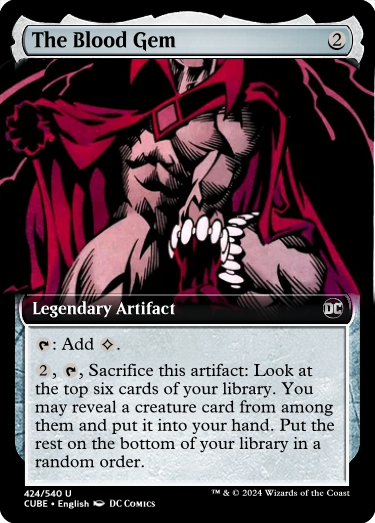 The Blood Gem 2
Legendary Artifact DC
: Add .
2, , Sacrifice this artifact: Look at
the top six cards of your library. You
may reveal a creature card from among
them and put it into your hand. Put the
rest on the bottom of your library in a
random order.
424/540 U ™ & © 2024 Wizards of the Coast
CUBE • English DC Comics